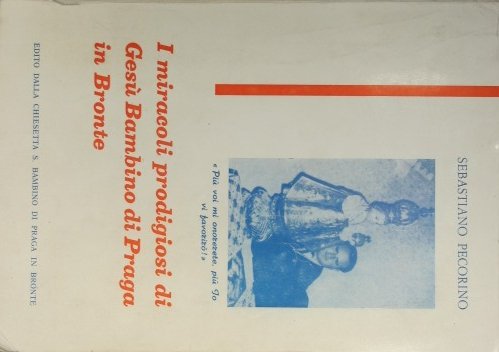 SEBASTIANO PECORINO
« Più voi mi onorerete, più Io
vi favorirò! »
I miracoli prodigiosi di
Gesù Bambino di Praga
in Bronte
EDITO DALLA CHIESETTA S. BAMBINO DI PRAGA IN BRONTE